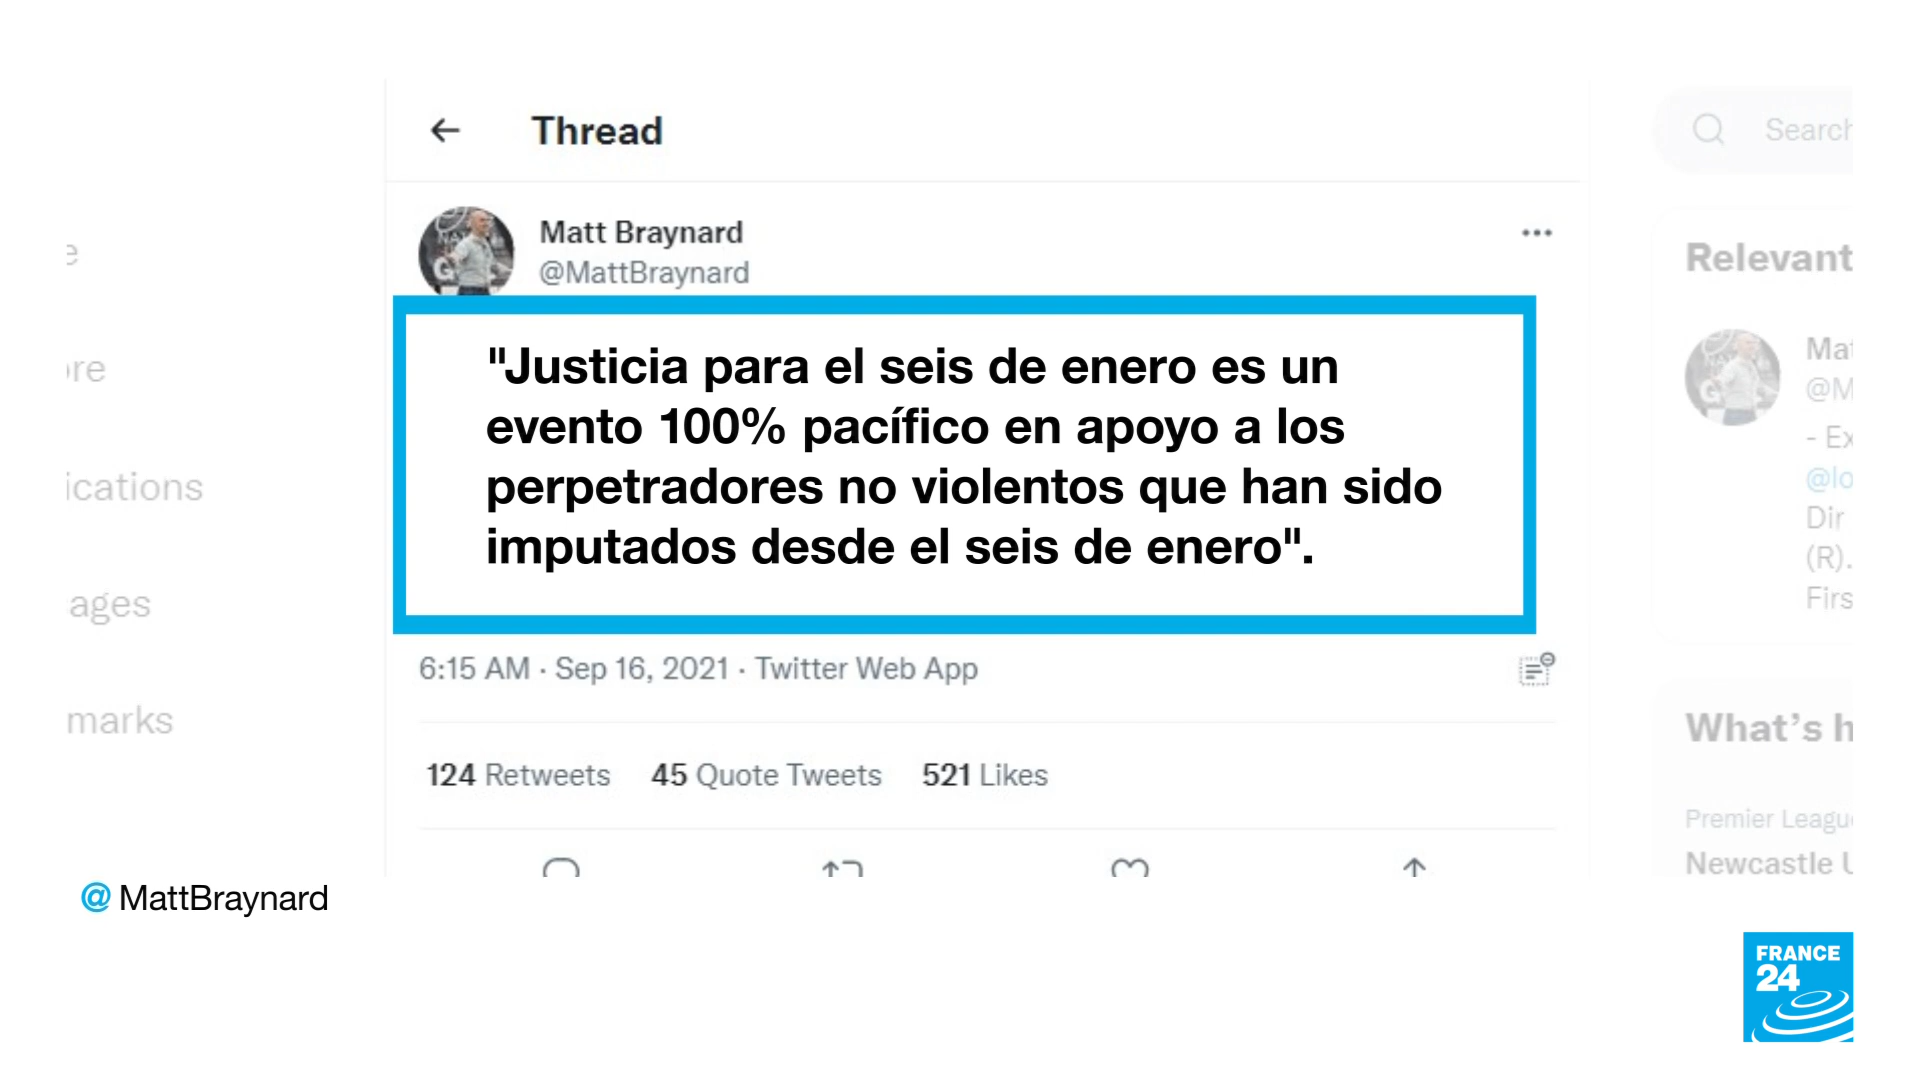 Thread
Search
Matt Braynard
@MattBraynard
Relevant
"Justicia para el seis de enero es un
evento 100% pacífico en apoyo a los
perpetradores no violentos que han sido
imputados desde el seis de enero".
ications
ages
marks
@M
- Ex
@lo
Dir
(R).
Firs
6:15 AM · Sep 16, 2021 · Twitter Web App
What's h
124 Retweets 45 Quote Tweets 521 Likes
Premier League
Newcastle U
@ MattBraynard
FRANCE
24